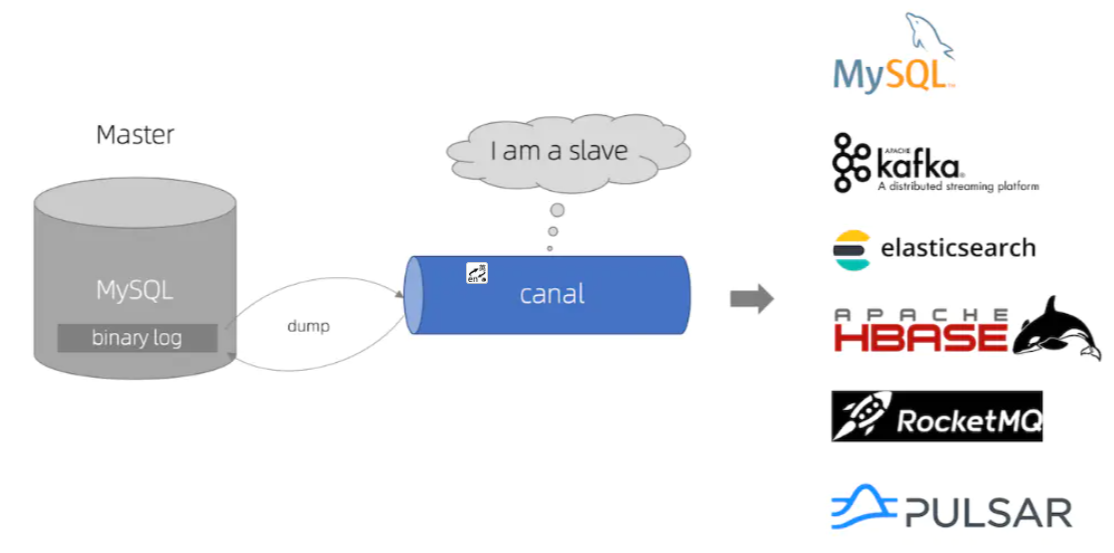 Master
MySQL
binary log
dump
I am a slave
canal
MySQL
APACHE
kafka
A distributed streaming platform
elasticsearch
APACHE
HBASE
RocketMQ
PULSAR